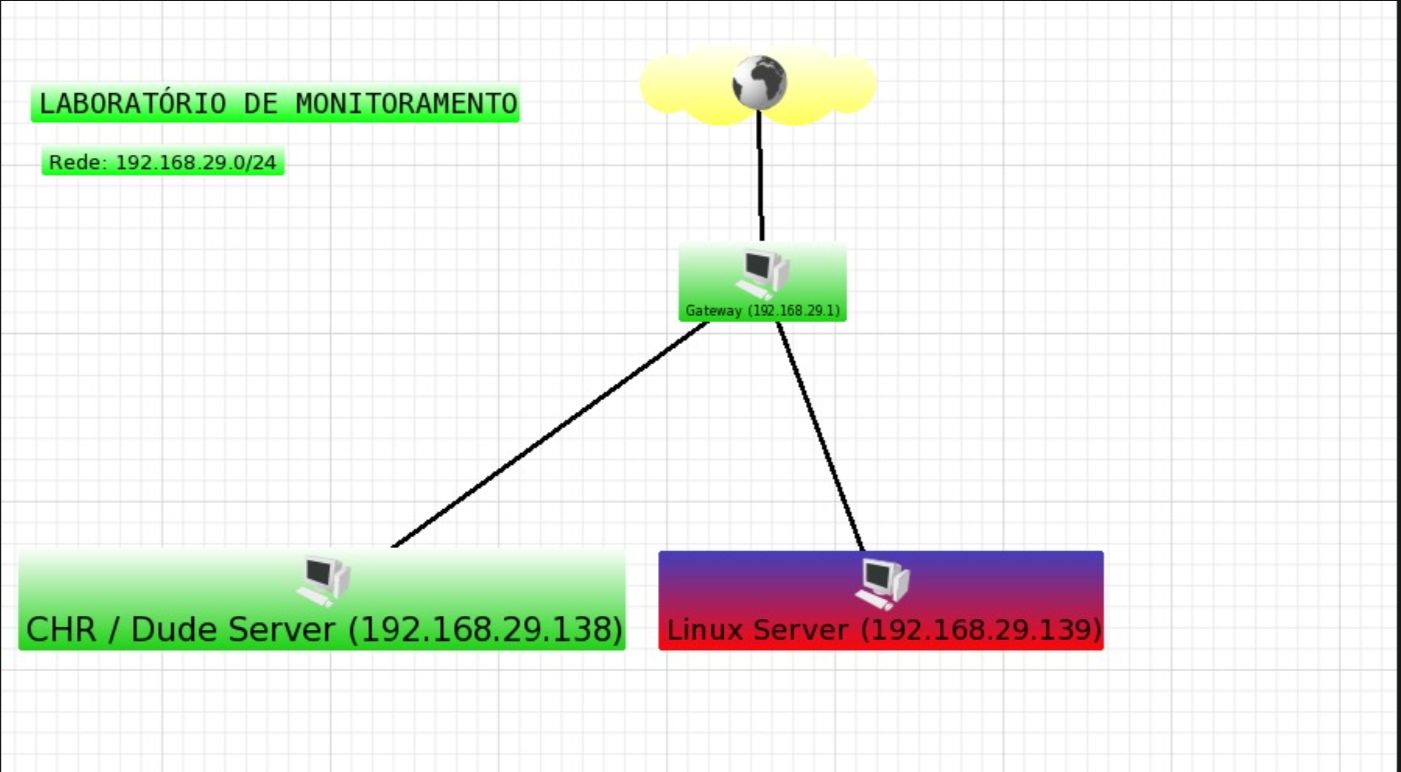 LABORATÓRIO DE MONITORAMENTO
Rede: 192.168.29.0/24
Gateway (192.168.29.1)
CHR / Dude Server (192.168.29.138)
Linux Server (192.168.29.139)